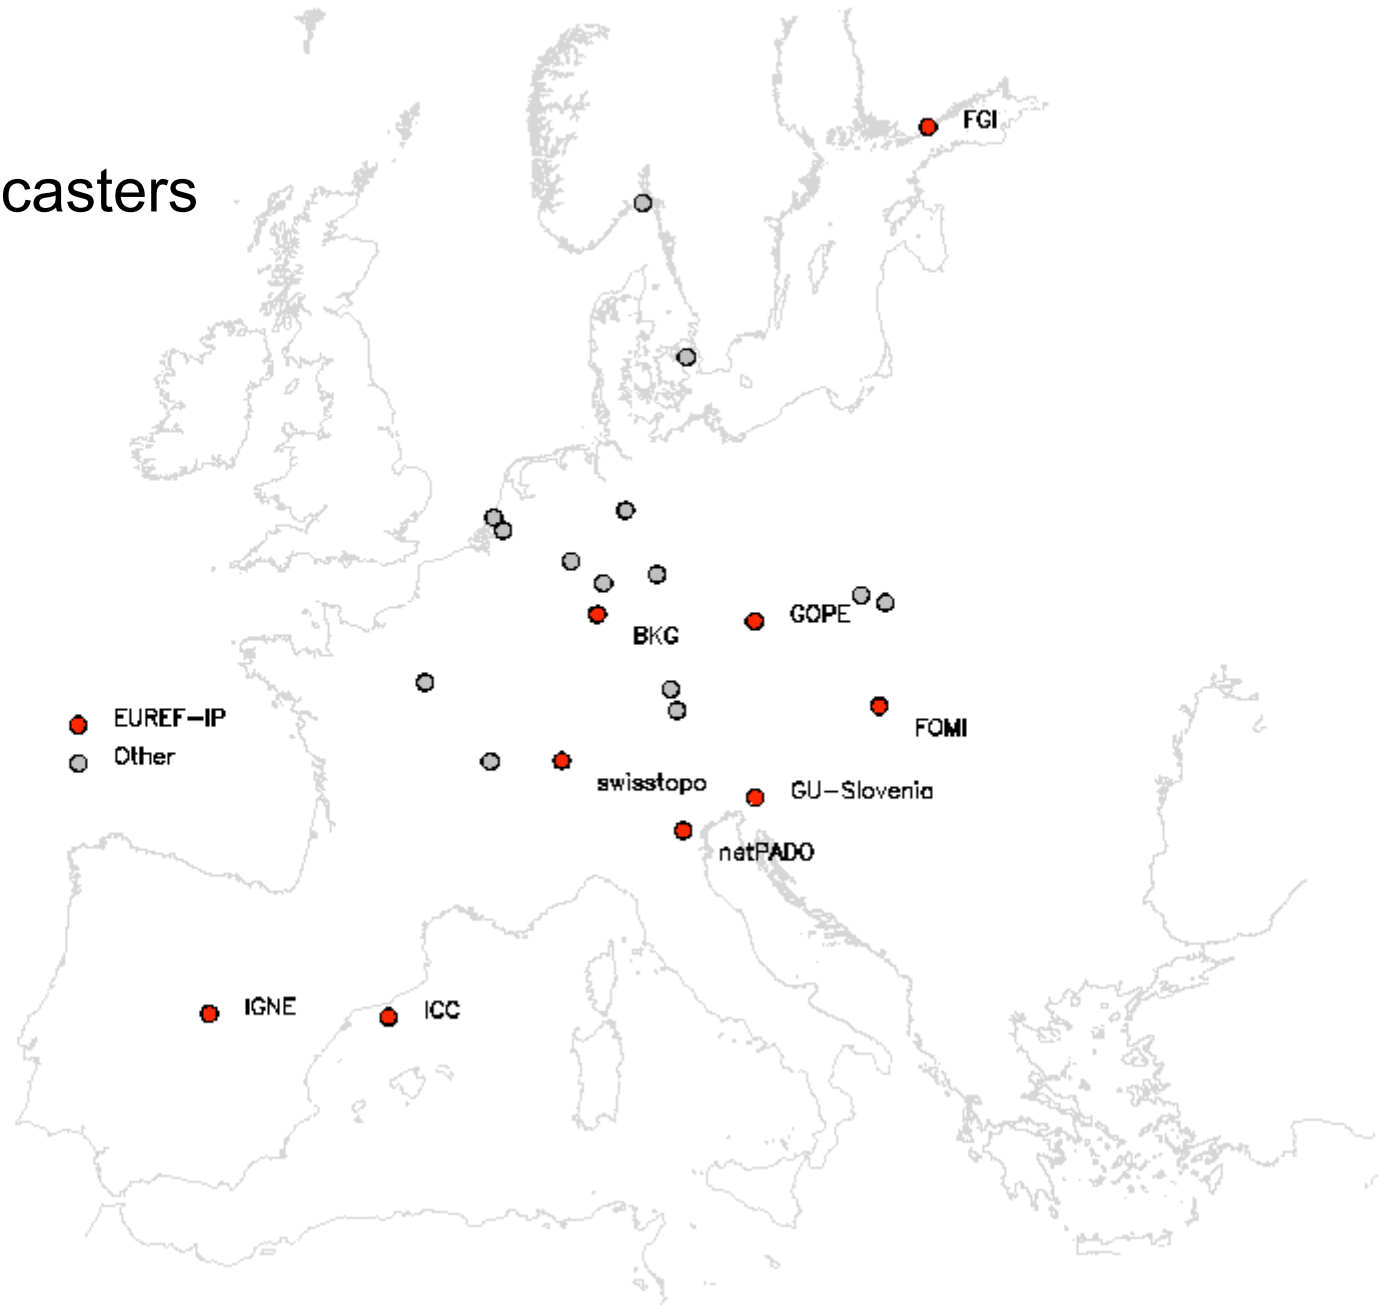 FGI
casters
GOPE
BKG
EUREF-IP
FOMI
Other
swisstopo
GU-Slovenia
netPADO
IGNE
ICC